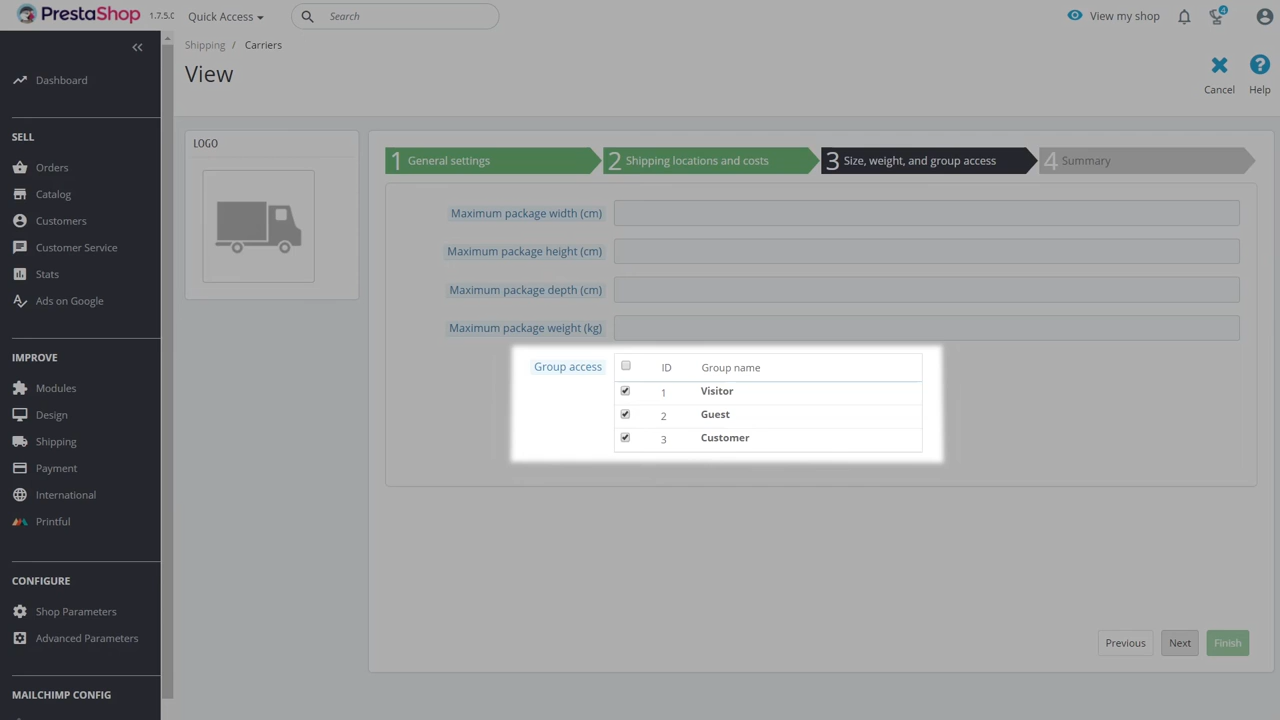 PrestaShop 1.7.5.0 Quick Access Search View my shop 4
Shipping / Carriers
View
Cancel Help
Dashboard
SELL
Orders
Catalog
Customers
Customer Service
Stats
Ads on Google
IMPROVE
Modules
Design
Shipping
Payment
International
Printful
CONFIGURE
Shop Parameters
Advanced Parameters
MAILCHIMP CONFIG
LOGO
1 General settings 2 Shipping locations and costs 3 Size, weight, and group access 4 Summary
Maximum package width (cm)
Maximum package height (cm)
Maximum package depth (cm)
Maximum package weight (kg)
Group access ID Group name
1 Visitor
2 Guest
3 Customer
Previous Next Finish